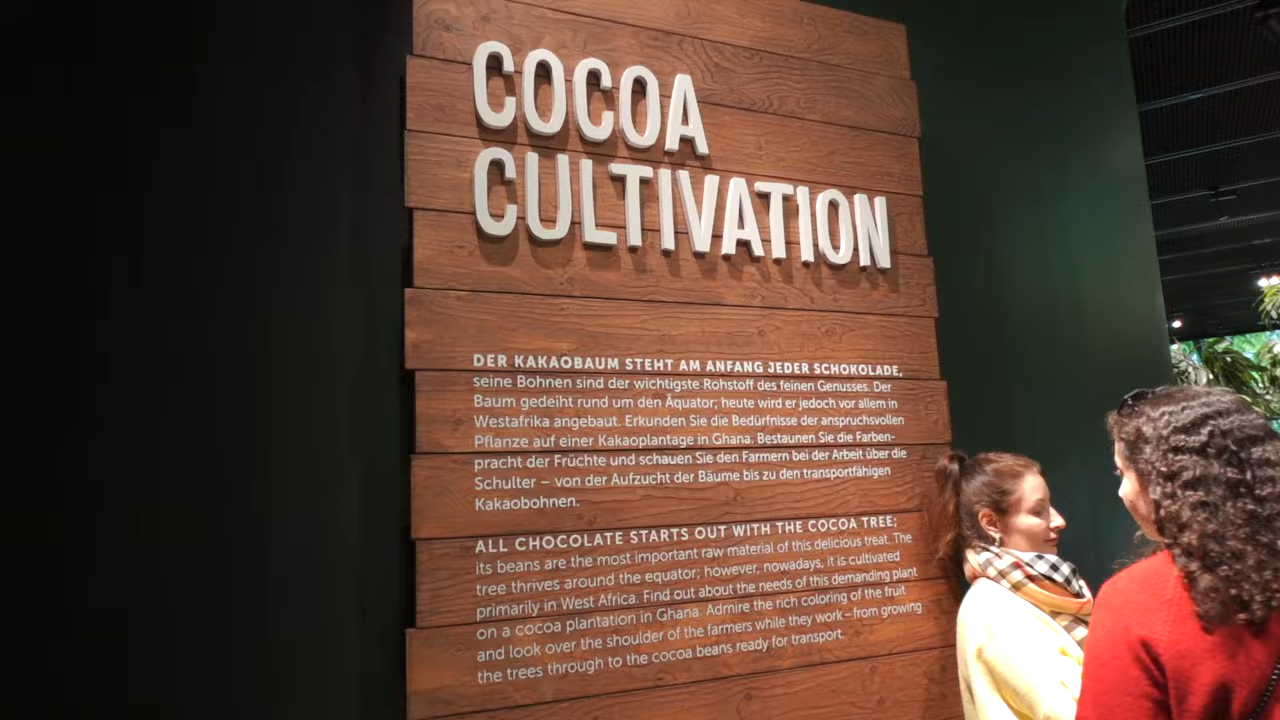 COCOA
CULTIVATION
DER KAKAOBAUM STEHT AM ANFANG JEDER SCHOKOLADE,
seine Bohnen sind der wichtigste Rohstoff des feinen Genusses. Der
Baum gedeiht rund um den Äquator; heute wird er jedoch vor allem in
Westafrika angebaut. Erkunden Sie die Bedürfnisse der anspruchsvollen
Pflanze auf einer Kakaoplantage in Ghana. Bestaunen Sie die Farben-
pracht der Früchte und schauen Sie den Farmern bei der Arbeit über die
Schulter – von der Aufzucht der Bäume bis zu den transportfähigen
Kakaobohnen.
ALL CHOCOLATE STARTS OUT WITH THE COCOA TREE;
its beans are the most important raw material of this delicious treat. The
tree thrives around the equator; however, nowadays, it is cultivated
primarily in West Africa. Find out about the needs of this demanding plant
on a cocoa plantation in Ghana. Admire the rich coloring of the fruit
and look over the shoulder of the farmers while they work – from growing
the trees through to the cocoa beans ready for transport.